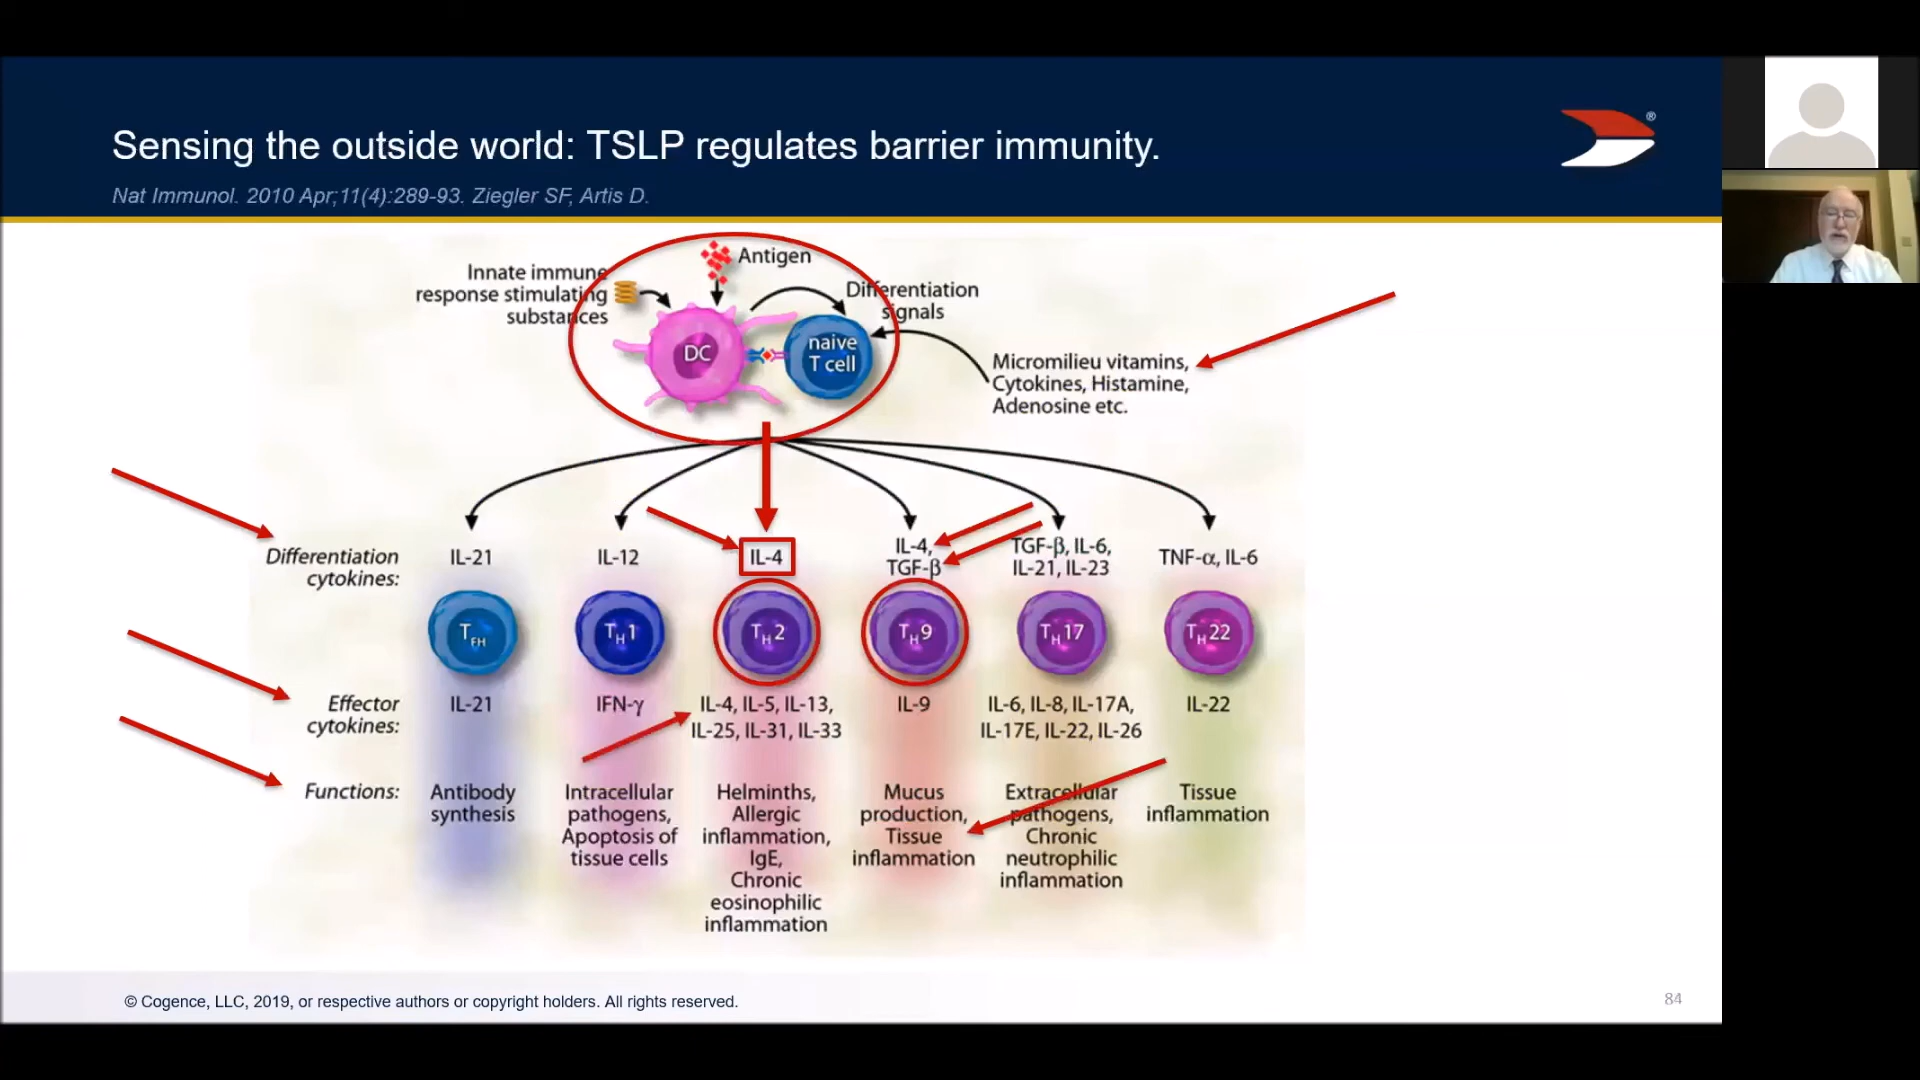 Sensing the outside world: TSLP regulates barrier immunity.
®
Nat Immunol. 2010 Apr;11(4):289-93. Ziegler SF, Artis D.
Antigen
Innate immune
response stimulating
substances
Differentiation
signals
DC
naive
T cell
Micromilieu vitamins,
Cytokines, Histamine,
Adenosine etc.
Differentiation
cytokines:
IL-21
IL-12
IL-4
IL-4,
TGF-β
TGF-β, IL-6,
IL-21, IL-23
TNF-α, IL-6
TFH
TH1
TH2
TH9
TH17
TH22
Effector
cytokines:
IL-21
IFN-γ
IL-4, IL-5, IL-13,
IL-25, IL-31, IL-33
IL-9
IL-6, IL-8, IL-17A,
IL-17E, IL-22, IL-26
IL-22
Functions:
Antibody
synthesis
Intracellular
pathogens,
Apoptosis of
tissue cells
Helminths,
Allergic
inflammation,
IgE,
Chronic
eosinophilic
inflammation
Mucus
production,
Tissue
inflammation
Extracellular
pathogens,
Chronic
neutrophilic
inflammation
Tissue
inflammation
© Cogence, LLC, 2019, or respective authors or copyright holders. All rights reserved.
84